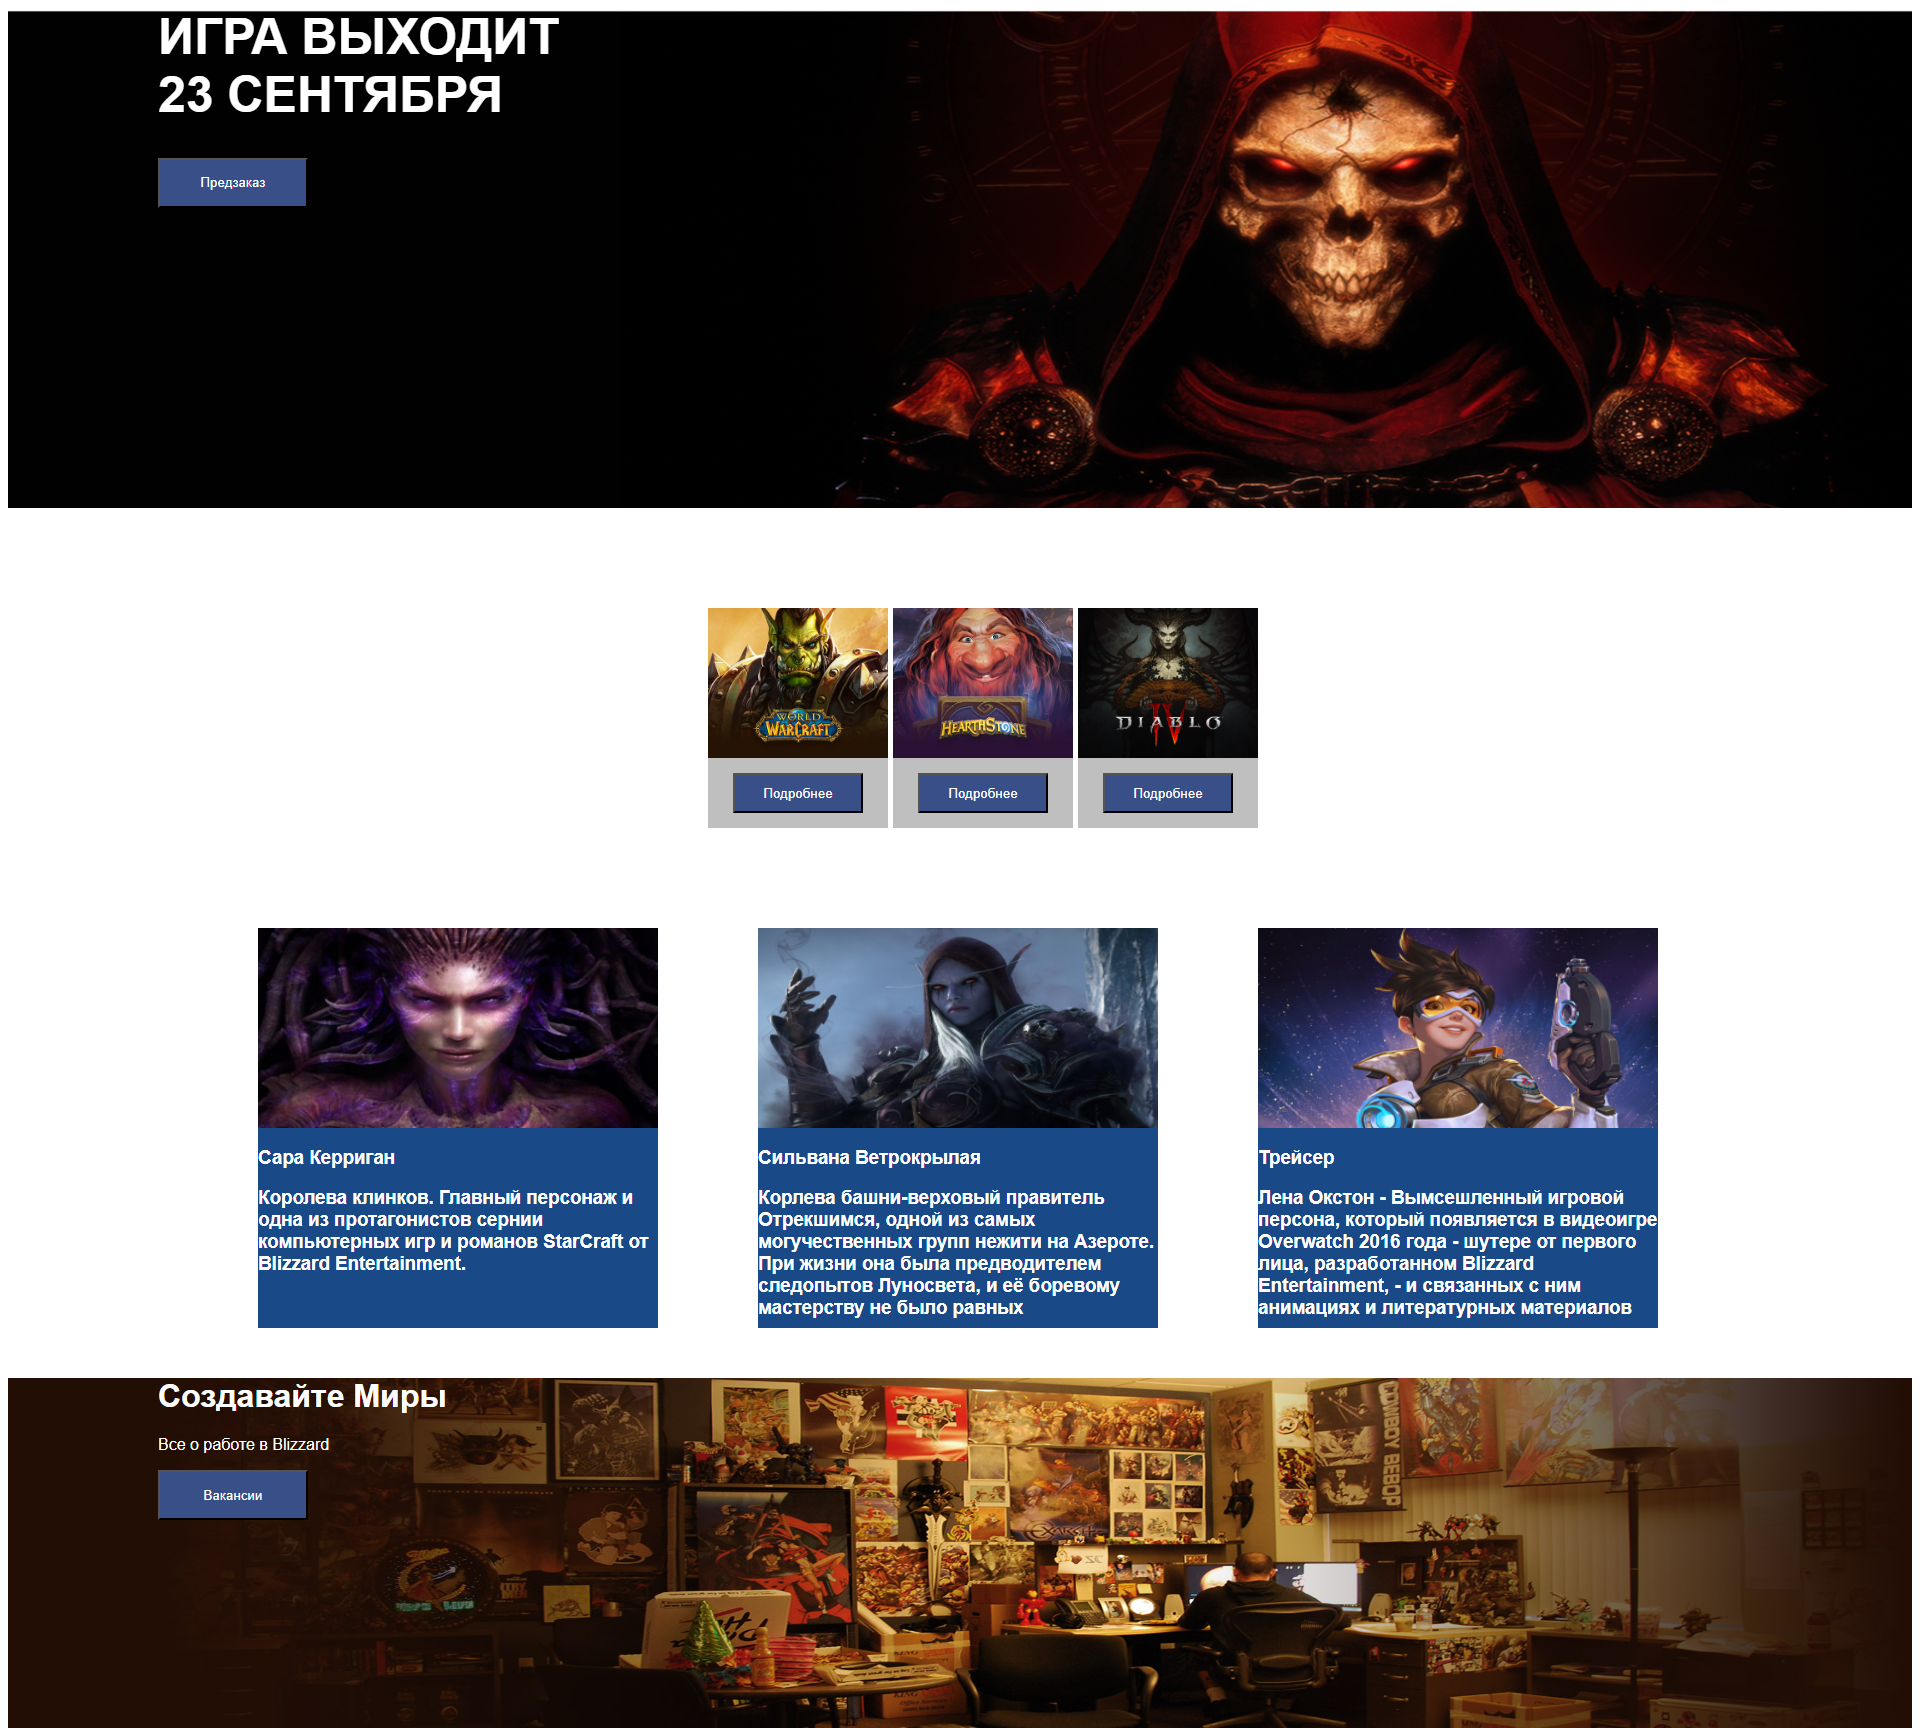 ИГРА ВЫХОДИТ
23 СЕНТЯБРЯ
Предзаказ
WORLD
WARCRAFT
HEARTHSTONE
DIABLO
IV
Подробнее
Подробнее
Подробнее
Сара Керриган
Королева клинков. Главный персонаж и
одна из протагонистов сернии
компьютерных игр и романов StarCraft от
Blizzard Entertainment.
Сильвана Ветрокрылая
Корлева башни-верховый правитель
Отрекшимся, одной из самых
могучественных групп нежити на Азероте.
При жизни она была предводителем
следопытов Луносвета, и её боревому
мастерству не было равных
Трейсер
Лена Окстон - Вымсешленный игровой
персона, который появляется в видеоигре
Overwatch 2016 года - шутере от первого
лица, разработанном Blizzard
Entertainment, - и связанных с ним
анимациях и литературных материалов
Создавайте Миры
Все о работе в Blizzard
Вакансии
COWBOY BEBOP